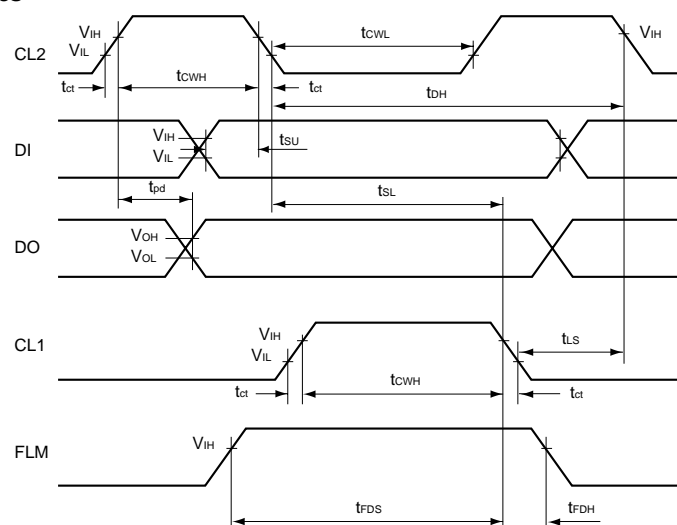 VIH
VIL
CL2
tCWL
VIH
tct
tCWH
tct
tDH
VIH
VIL
DI
tSU
tpd
tSL
VOH
VOL
DO
VIH
VIL
CL1
tLS
tct
tCWH
tct
VIH
FLM
tFDS
tFDH